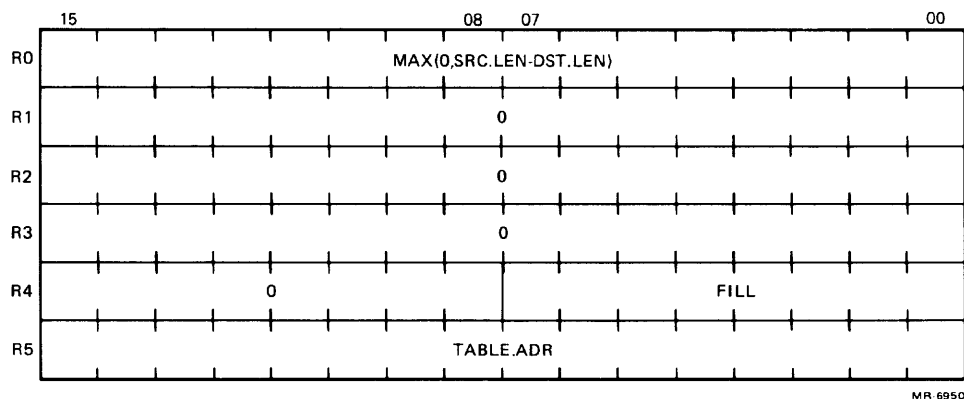 15 08 07 00
R0 MAX(0,SRC.LEN-DST.LEN)
R1 0
R2 0
R3 0
R4 0 FILL
R5 TABLE.ADR
MR-6950